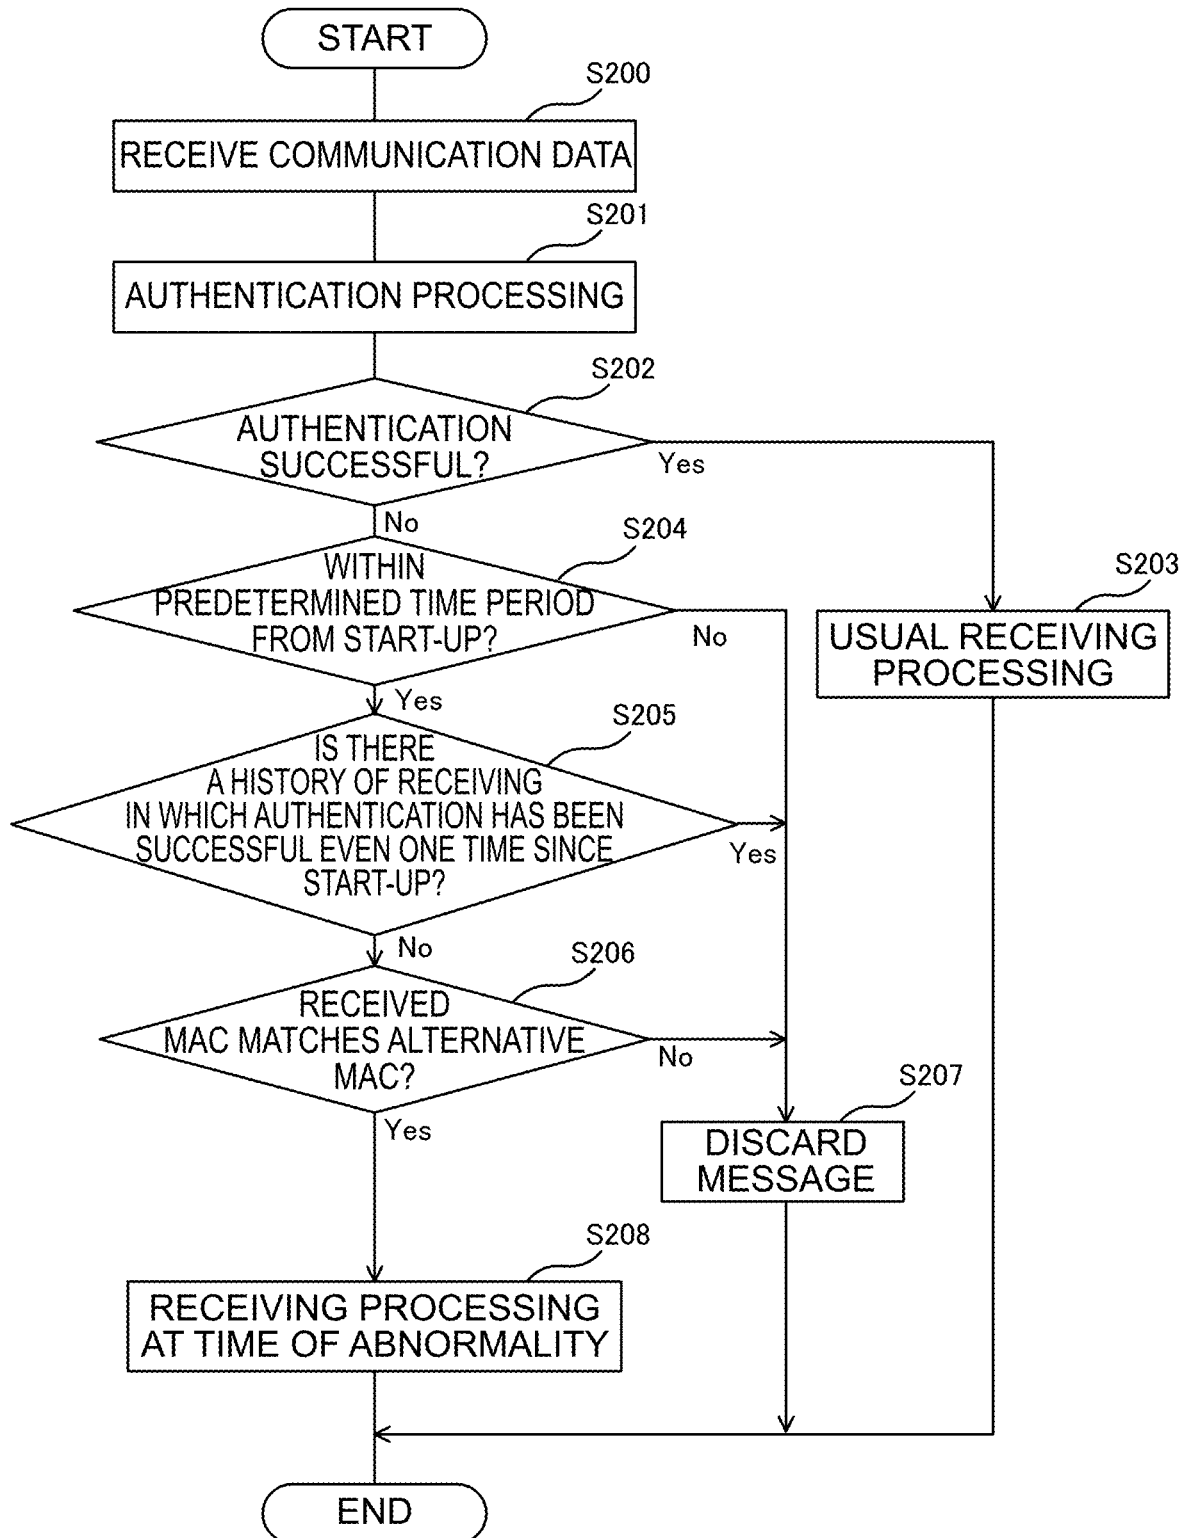 START
S200
RECEIVE COMMUNICATION DATA
S201
AUTHENTICATION PROCESSING
S202
AUTHENTICATION
SUCCESSFUL?
Yes
No
S204
WITHIN
PREDETERMINED TIME PERIOD
FROM START-UP?
No
Yes
S203
USUAL RECEIVING
PROCESSING
S205
IS THERE
A HISTORY OF RECEIVING
IN WHICH AUTHENTICATION HAS BEEN
SUCCESSFUL EVEN ONE TIME SINCE
START-UP?
Yes
No
S206
RECEIVED
MAC MATCHES ALTERNATIVE
MAC?
No
Yes
S207
DISCARD
MESSAGE
S208
RECEIVING PROCESSING
AT TIME OF ABNORMALITY
END